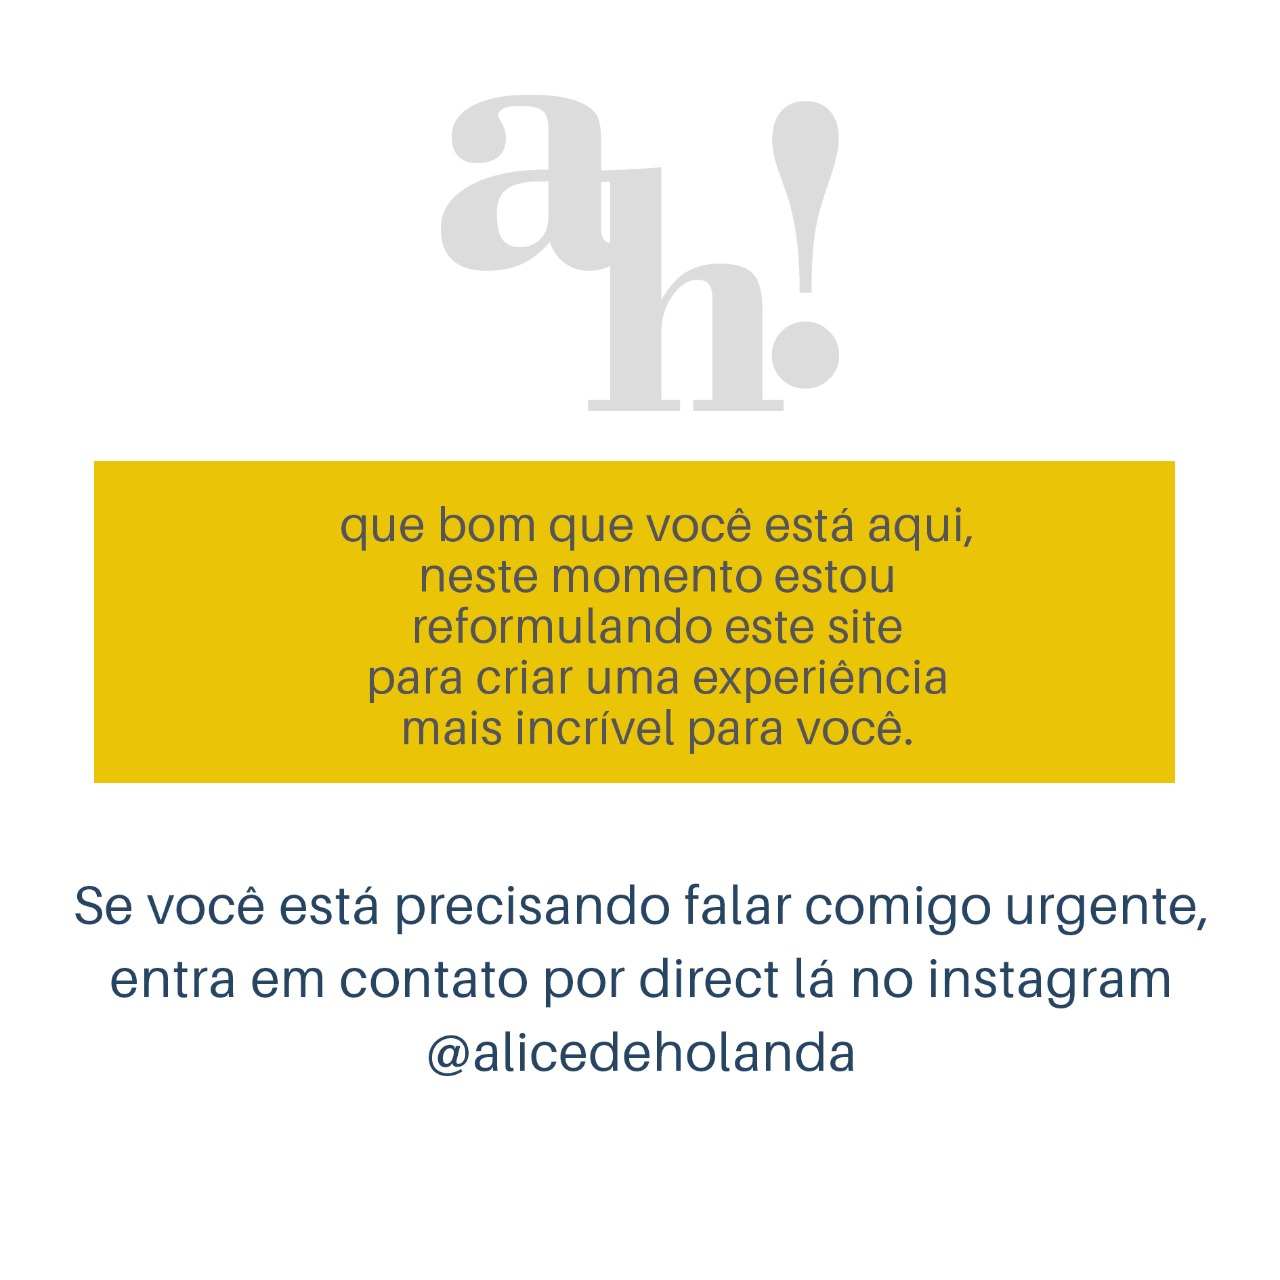 ah!
que bom que você está aqui,
neste momento estou
reformulando este site
para criar uma experiência
mais incrível para você.
Se você está precisando falar comigo urgente,
entra em contato por direct lá no instagram
@alicedeholanda